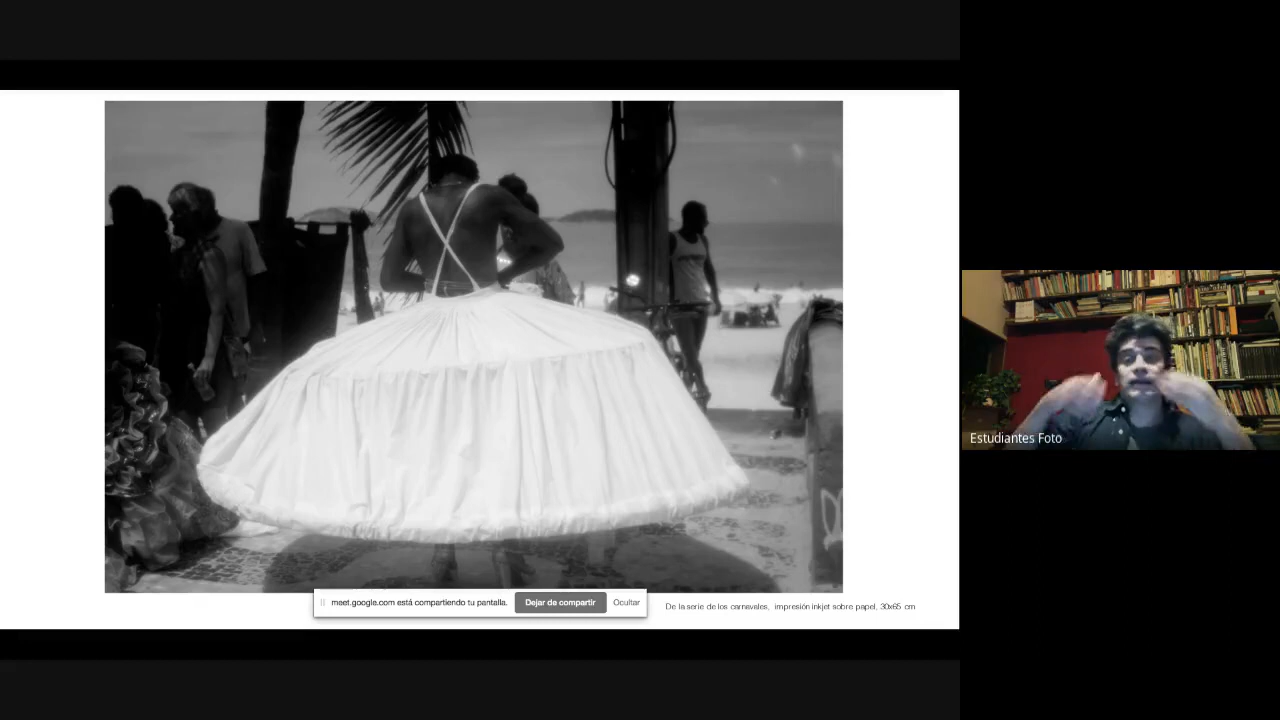 meet.google.com está compartiendo tu pantalla. Dejar de compartir Ocultar
De la serie de los carnavales, impresión inkjet sobre papel, 30x65 cm
Estudiantes Foto